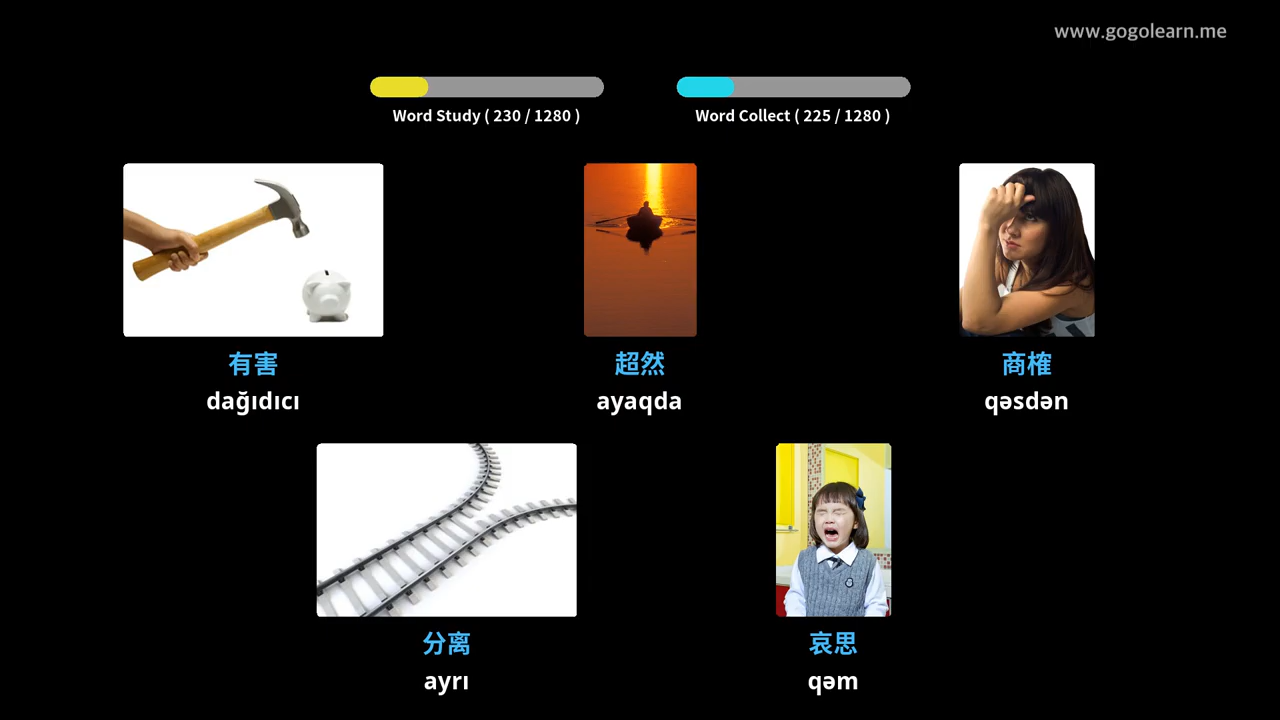 www.gogolearn.me
Word Study ( 230 / 1280 )
Word Collect ( 225 / 1280 )
有害
dağıdıcı
超然
ayaqda
商榷
qəsdən
分离
ayrı
哀思
qəm